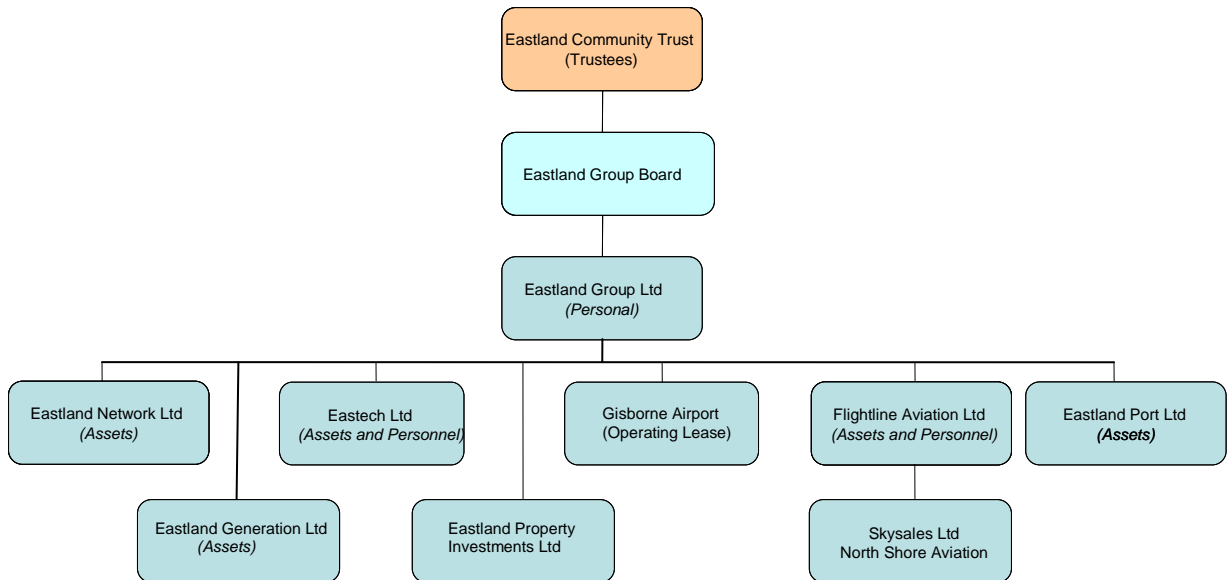 Eastland Community Trust
(Trustees)
Eastland Group Board
Eastland Group Ltd
(Personal)
Eastland Network Ltd
(Assets)
Eastech Ltd
(Assets and Personnel)
Gisborne Airport
(Operating Lease)
Flightline Aviation Ltd
(Assets and Personnel)
Eastland Port Ltd
(Assets)
Eastland Generation Ltd
(Assets)
Eastland Property
Investments Ltd
Skysales Ltd
North Shore Aviation